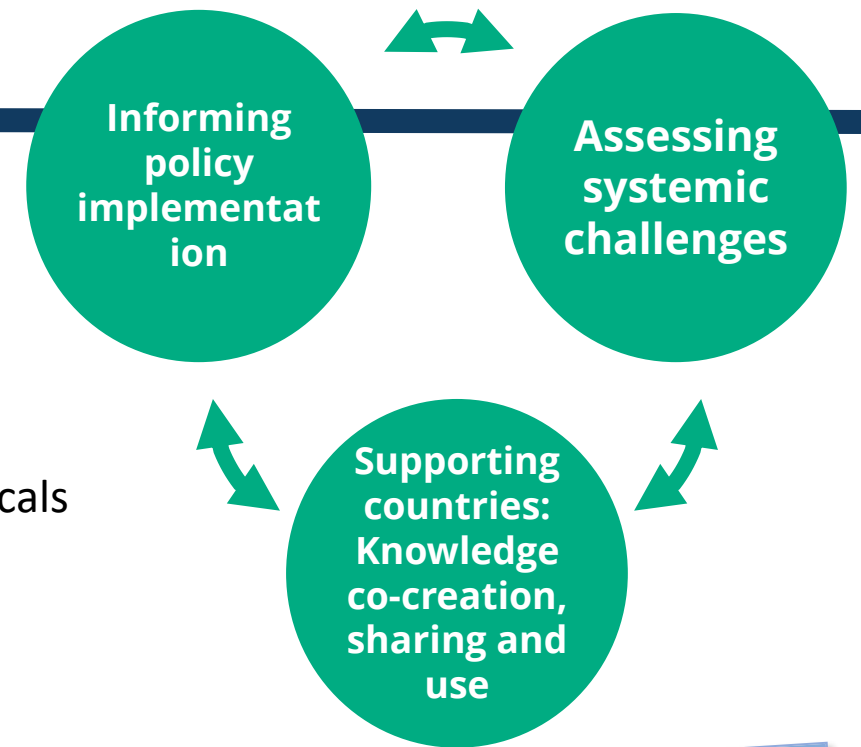 Informing
policy
implementat
ion
Assessing
systemic
challenges
cals
Supporting
countries:
Knowledge
co-creation,
sharing and
use